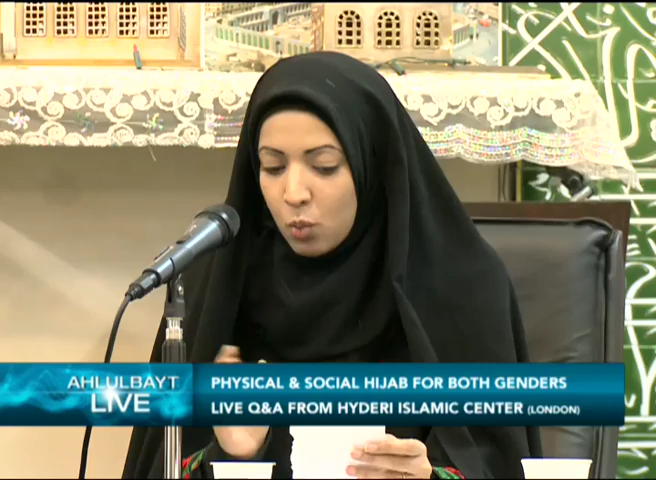 AHLULBAYT
LIVE
PHYSICAL & SOCIAL HIJAB FOR BOTH GENDERS
LIVE Q&A FROM HYDERI ISLAMIC CENTER (LONDON)